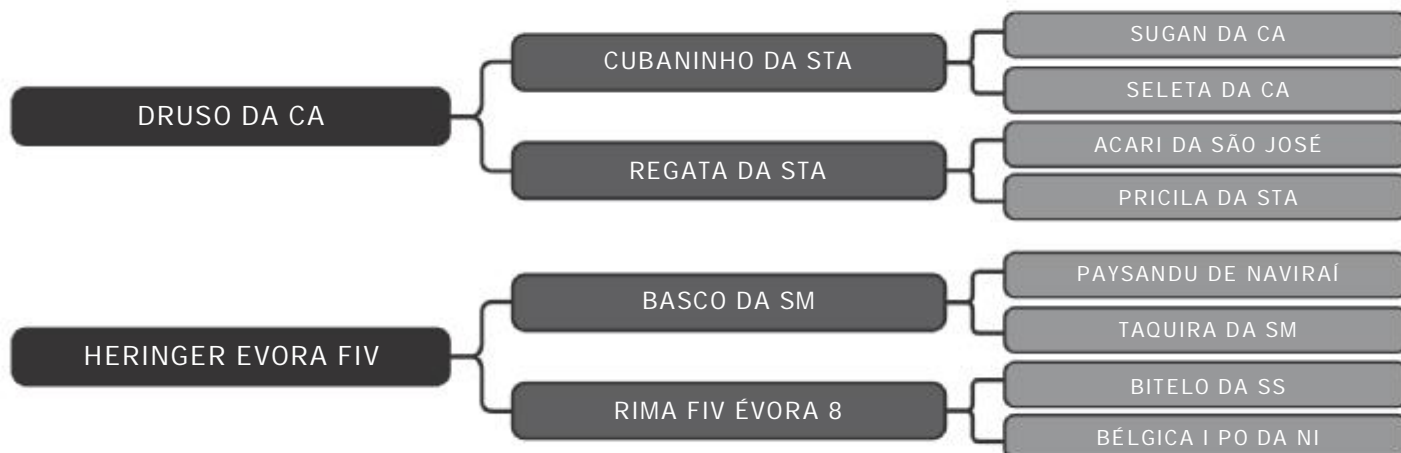 DRUSO DA CA
CUBANINHO DA STA
SUGAN DA CA
SELETA DA CA
REGATA DA STA
ACARI DA SÃO JOSÉ
PRICILA DA STA
HERINGER EVORA FIV
BASCO DA SM
PAYSANDU DE NAVIRAÍ
TAQUIRA DA SM
RIMA FIV ÉVORA 8
BITELO DA SS
BÉLGICA I PO DA NI